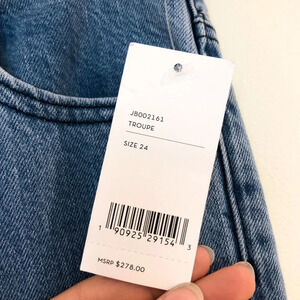 JB002161
TROUPE
SIZE 24
1 90925 29154 3
MSRP $278.00